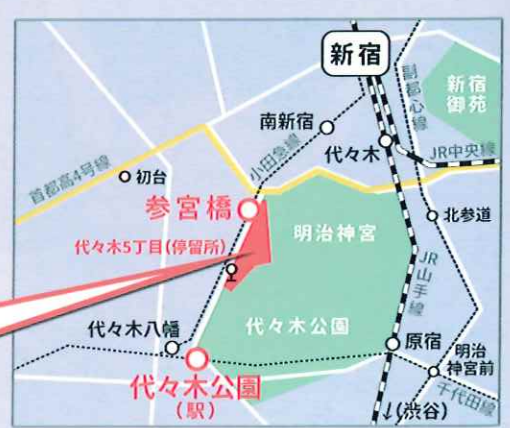 新宿
副都心線
新宿
御苑
南新宿
小田急線
代々木
JR中央線
首都高4号線
初台
参宮橋
明治神宮
北参道
代々木5丁目(停留所)
JR山手線
代々木公園
代々木八幡
原宿
明治
神宮前
代々木公園
(駅)
千代田線
↓(渋谷)